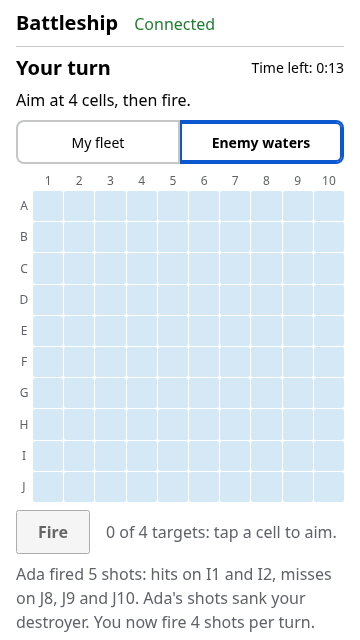 Battleship Connected
Your turn Time left: 0:13
Aim at 4 cells, then fire.
My fleet Enemy waters
1 2 3 4 5 6 7 8 9 10
A
B
C
D
E
F
G
H
I
J
Fire 0 of 4 targets: tap a cell to aim.
Ada fired 5 shots: hits on I1 and I2, misses
on J8, J9 and J10. Ada's shots sank your
destroyer. You now fire 4 shots per turn.